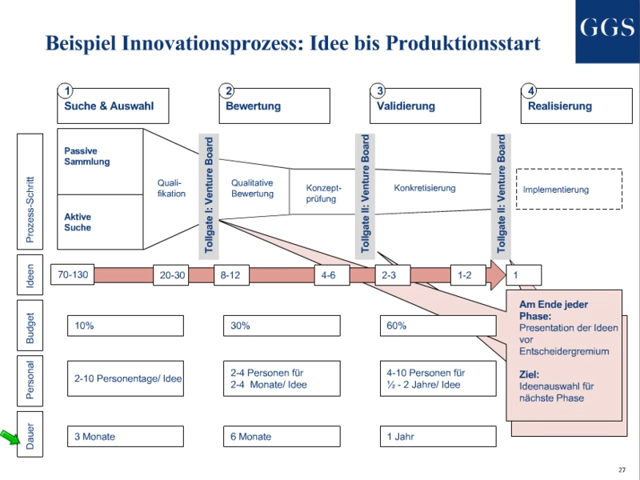 GGS
Beispiel Innovationsprozess: Idee bis Produktionsstart
1
Suche & Auswahl
2
Bewertung
3
Validierung
4
Realisierung
Prozess-Schritt
Passive
Sammlung
Aktive
Suche
Quali-
fikation
Tollgate I: Venture Board
Qualitative
Bewertung
Konzept-
prüfung
Tollgate II: Venture Board
Konkretisierung
Tollgate II: Venture Board
Implementierung
Ideen
70-130
20-30
8-12
4-6
2-3
1-2
1
Budget
10%
30%
60%
Personal
2-10 Personentage/ Idee
2-4 Personen für
2-4 Monate/ Idee
4-10 Personen für
½ - 2 Jahre/ Idee
Dauer
3 Monate
6 Monate
1 Jahr
Am Ende jeder
Phase:
Presentation der Ideen
vor
Entscheidergremium
Ziel:
Ideenauswahl für
nächste Phase
27